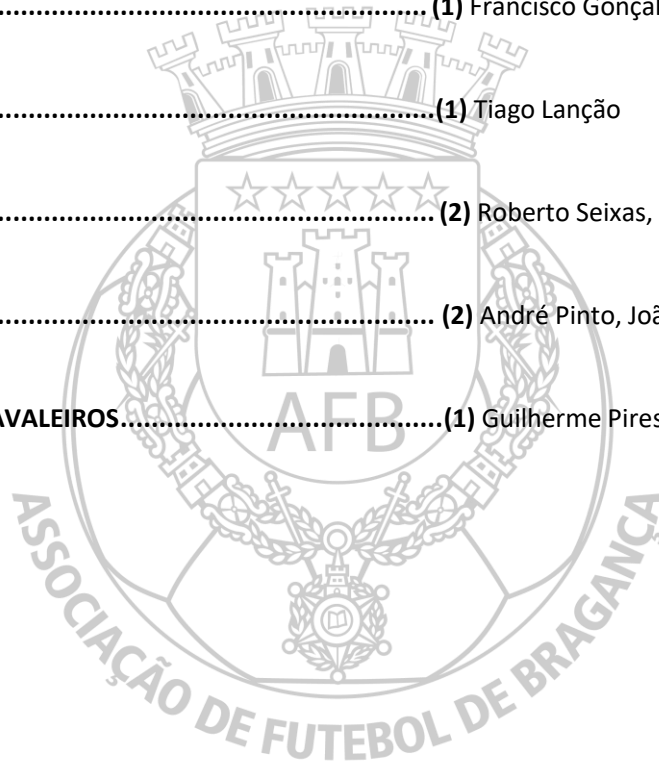 (1) Francisco Gonçal
(1) Tiago Lanção
(2) Roberto Seixas,
(2) André Pinto, Joã
AVALEIROS (1) Guilherme Pires
AFB
ASSOCIAÇÃO DE FUTEBOL DE BRAGANÇA